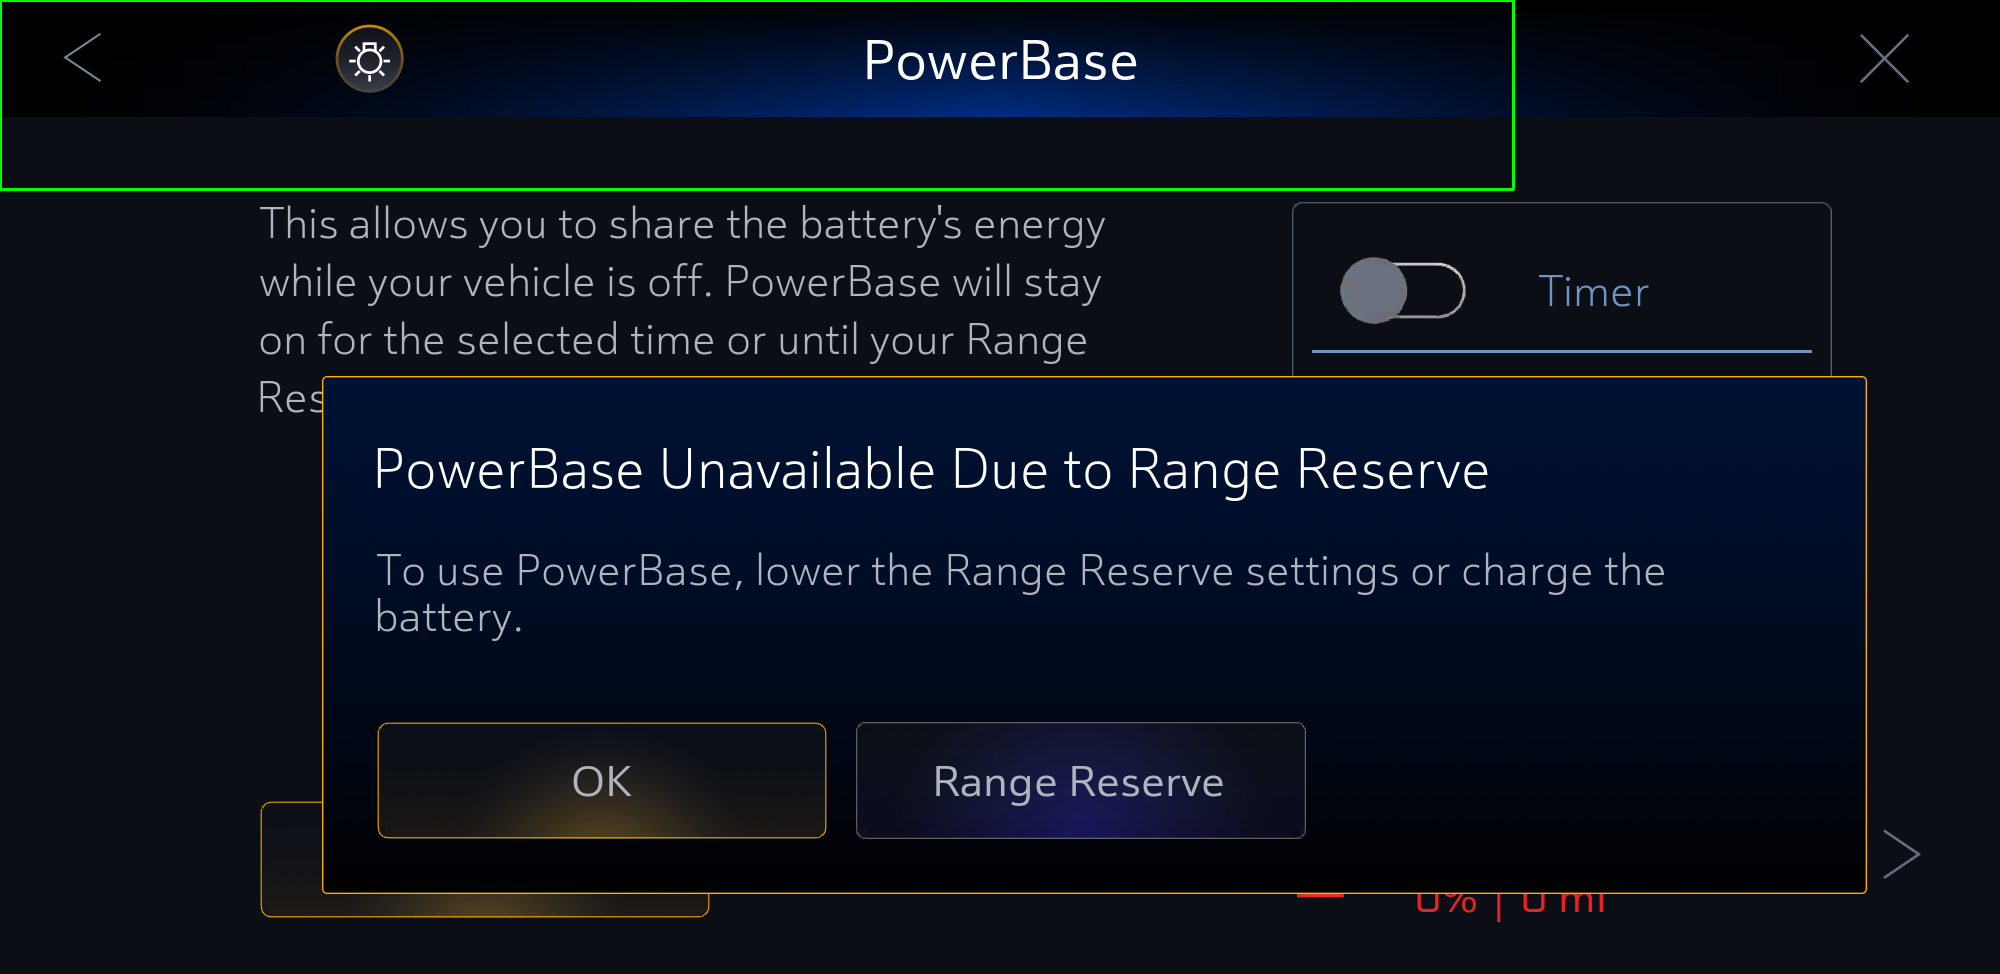 PowerBase
This allows you to share the battery's energy
while your vehicle is off. PowerBase will stay
on for the selected time or until your Range
Res
Timer
PowerBase Unavailable Due to Range Reserve
To use PowerBase, lower the Range Reserve settings or charge the
battery.
OK
Range Reserve
0% | 0 mi